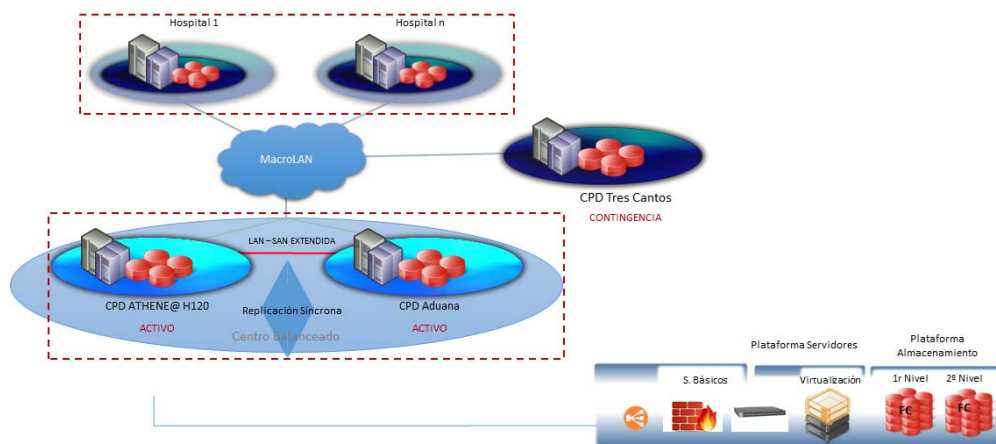 Hospital 1
Hospital n
MacroLAN
CPD Tres Cantos
CONTINGENCIA
LAN – SAN EXTENDIDA
CPD ATHENE@ H120
ACTIVO
Replicación Síncrona
Centro Balanceado
CPD Aduana
ACTIVO
Plataforma Servidores
Plataforma
Almacenamiento
S. Básicos
Virtualización
1r Nivel
2º Nivel
FC
FC